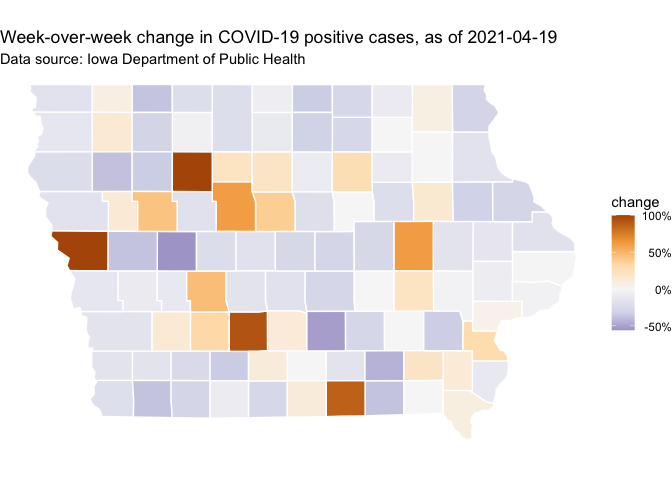 Week-over-week change in COVID-19 positive cases, as of 2021-04-19
Data source: Iowa Department of Public Health
change
100%
50%
0%
-50%